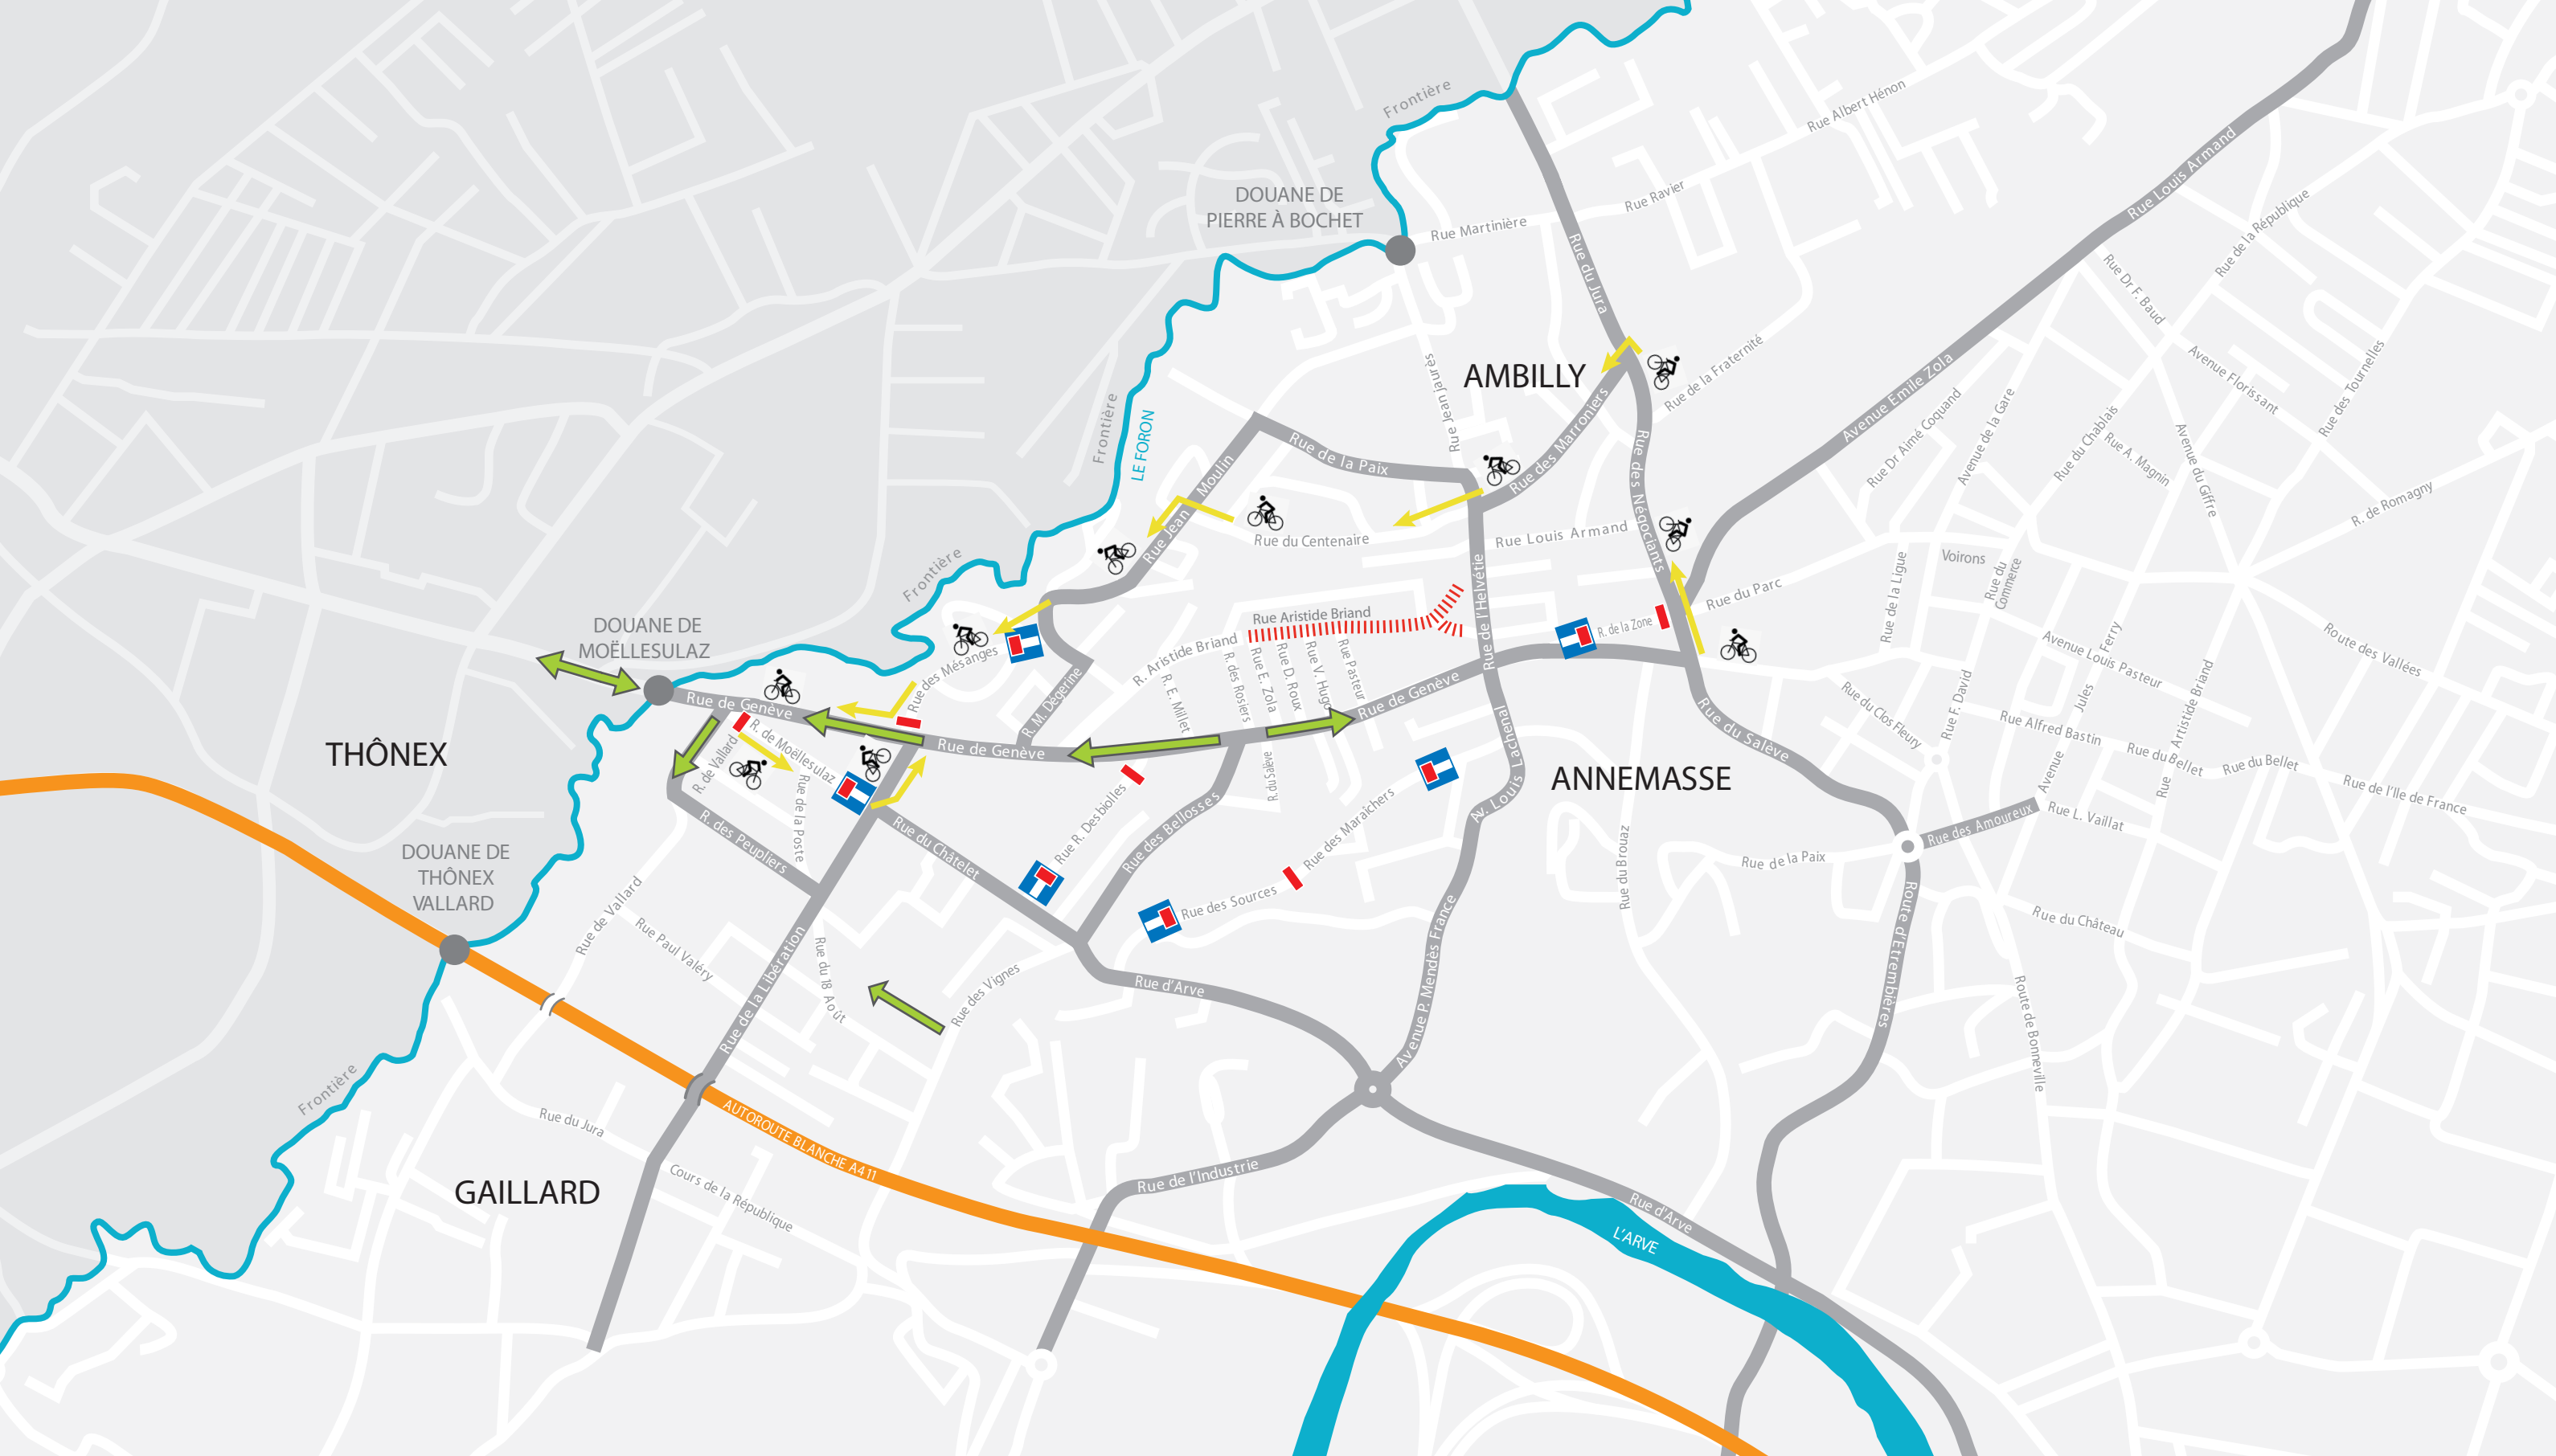 Frontière
Rue Albert Hénon
Rue Louis Armand
DOUANE DE
PIERRE À BOCHET
Rue Martinière
Rue Ravier
Rue de la République
Rue du Jura
Rue Dr F. Baud
AMBILLY
Rue Jean jaurès
Rue de la Fraternité
Avenue Emile Zola
Avenue Florissant
Rue des Tournelles
Frontière
LE FORON
Rue de la Paix
Rue des Marroniers
Rue Dr Aimé Coquand
Avenue de la Gare
Rue du Chablais
Rue A. Magnin
Avenue du Giffre
R. de Romagny
Rue Jean Moulin
Rue du Centenaire
Rue Louis Armand
Rue des Négociants
Frontière
Voirons
Rue de la Ligue
Rue du
Commerce
Rue du Parc
DOUANE DE
MOËLLESULAZ
Rue Aristide Briand
R. Aristide Briand
Rue de l'Helvétie
R. de la Zone
Avenue Louis Pasteur
Rue des Vallées
Rue des Mésanges
R. M. Dégerine
R. E. Millet
R. des Rosiers
Rue E. Zola
Rue D. Roux
Rue V. Hugo
Rue Pasteur
Rue de Genève
Rue de Genève
Rue de Genève
Rue du Clos Fleury
Rue F. David
Avenue Jules Ferry
Rue Artistide Briand
Rue Alfred Bastin
Rue du Bellet
Rue du Bellet
Rue de l'Ile de France
Rue du Salève
THÔNEX
R. de Vallard
R. de Moëllesulaz
Rue de la Poste
R. des Peupliers
Rue du Châtelet
Rue R. Desbiolles
Rue des Bellosses
R.du Salève
Rue des Maraîchers
Av. Louis Lachenal
ANNEMASSE
Rue du Brouaz
Rue de la Paix
Rue des Amoureux
Rue L. Vaillat
DOUANE DE
THÔNEX
VALLARD
Rue de Vallard
Rue Paul Valéry
Rue du 18 Août
Rue de la Libération
Rue des Sources
Rue des Vignes
Rue d'Arve
Avenue P. Mendès France
Route d'Etrembières
Rue du Château
Route de Bonneville
Frontière
Rue du Jura
AUTOROUTE BLANCHE A411
GAILLARD
Cours de la République
Rue de l'Industrie
Rue d'Arve
L'ARVE